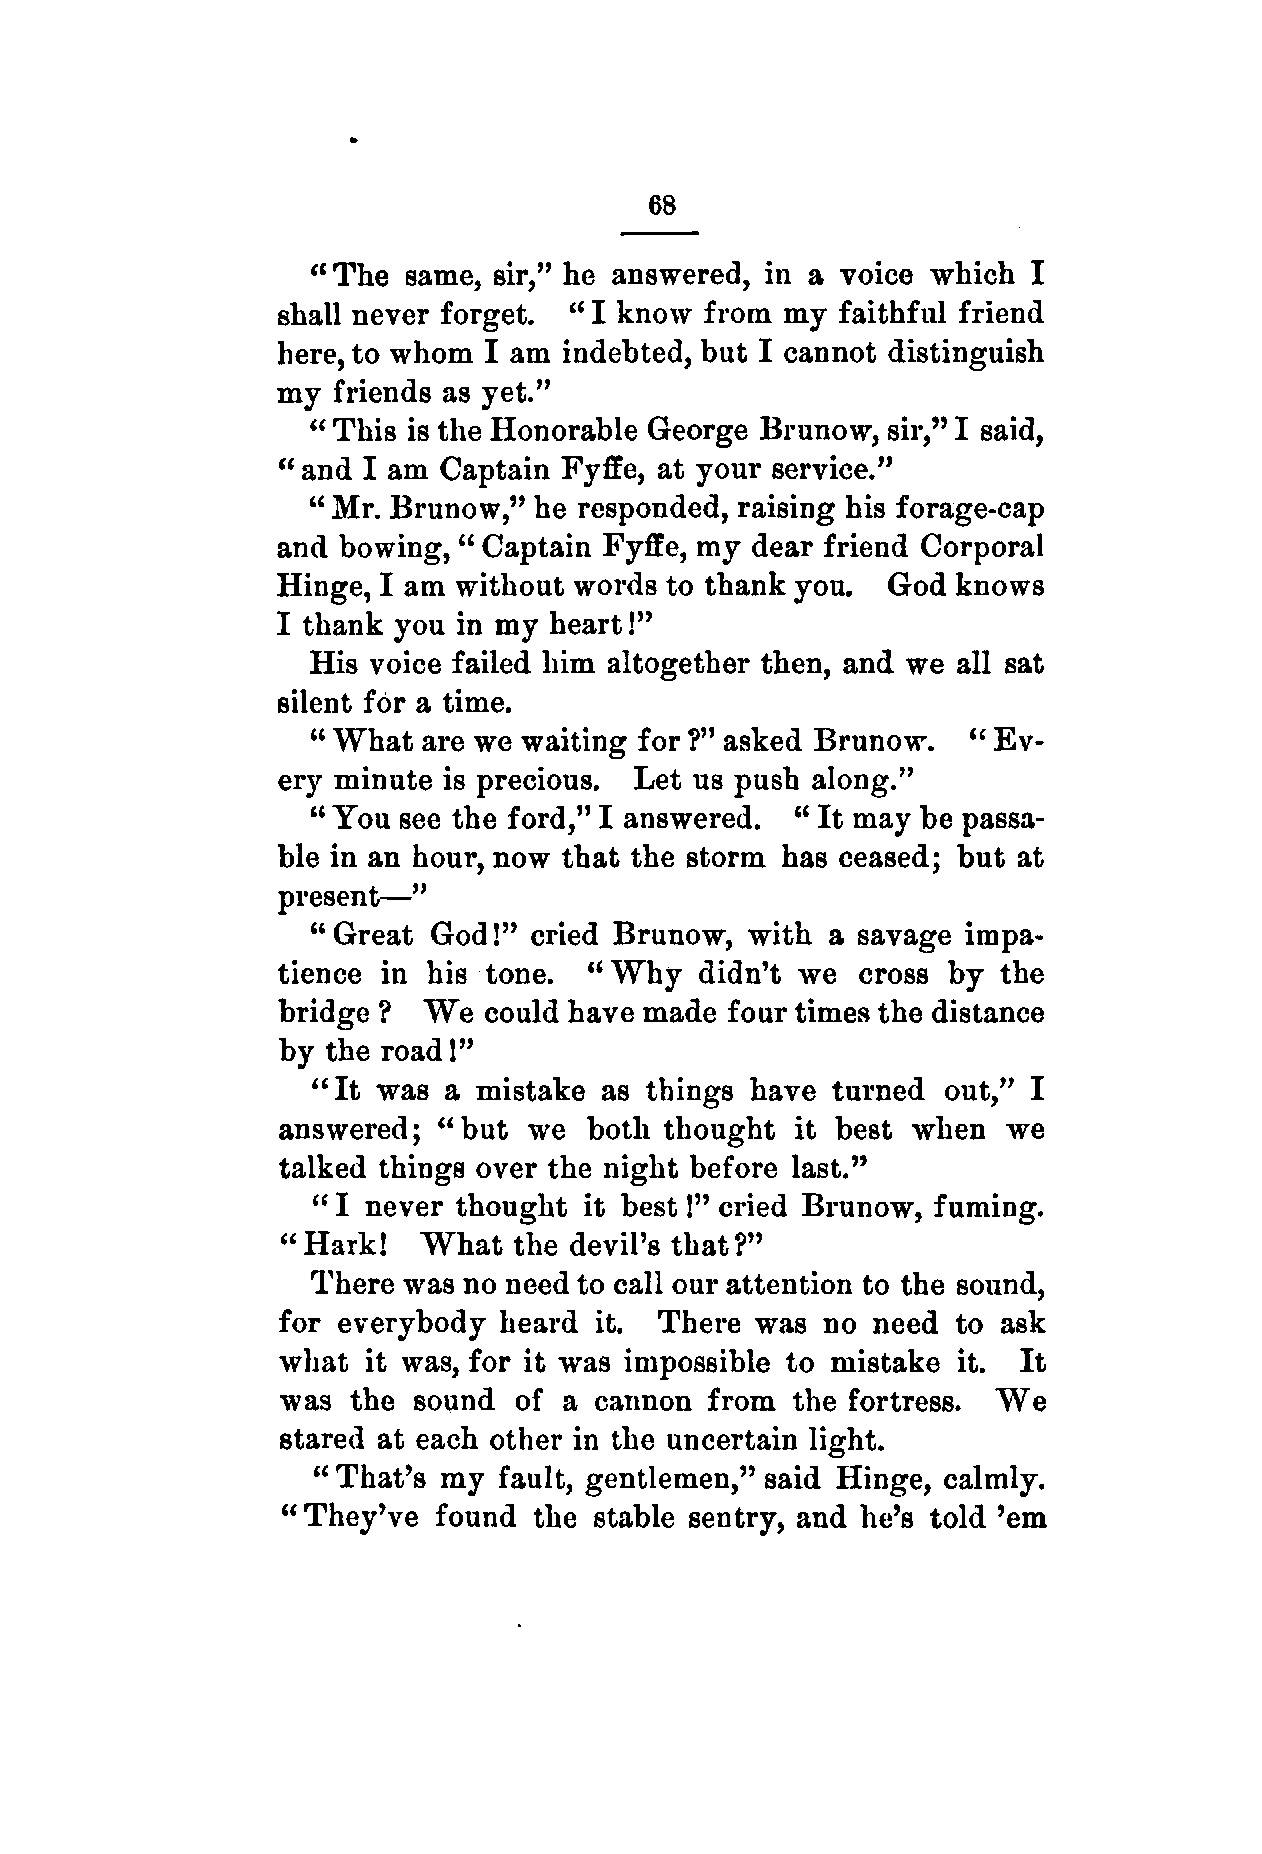 68
“The same, sir,” he answered, in a voice which I
shall never forget. “I know from my faithful friend
here, to whom I am indebted, but I cannot distinguish
my friends as yet.”
“This is the Honorable George Brunow, sir,” I said,
“and I am Captain Fyffe, at your service.”
“Mr. Brunow,” he responded, raising his forage-cap
and bowing, “Captain Fyffe, my dear friend Corporal
Hinge, I am without words to thank you. God knows
I thank you in my heart!”
His voice failed him altogether then, and we all sat
silent for a time.
“What are we waiting for?” asked Brunow. “Ev-
ery minute is precious. Let us push along.”
“You see the ford,” I answered. “It may be passa-
ble in an hour, now that the storm has ceased; but at
present—”
“Great God!” cried Brunow, with a savage impa-
tience in his tone. “Why didn’t we cross by the
bridge? We could have made four times the distance
by the road!”
“It was a mistake as things have turned out,” I
answered; “but we both thought it best when we
talked things over the night before last.”
“I never thought it best!” cried Brunow, fuming.
“Hark! What the devil’s that?”
There was no need to call our attention to the sound,
for everybody heard it. There was no need to ask
what it was, for it was impossible to mistake it. It
was the sound of a cannon from the fortress. We
stared at each other in the uncertain light.
“That’s my fault, gentlemen,” said Hinge, calmly.
“They’ve found the stable sentry, and he’s told ’em